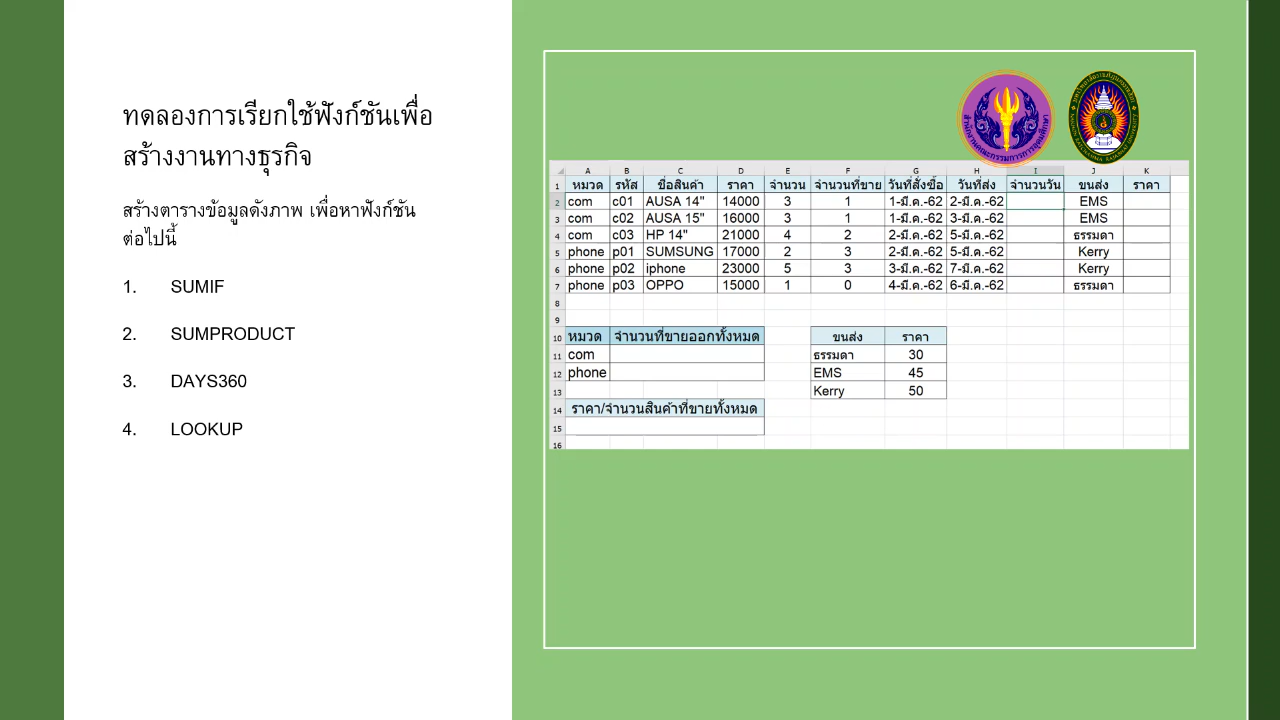 ทดลองการเรียกใช้ฟังก์ชันเพื่อ
สร้างงานทางธุรกิจ
สร้างตารางข้อมูลดังภาพ เพื่อหาฟังก์ชัน
ต่อไปนี้
1. SUMIF
2. SUMPRODUCT
3. DAYS360
4. LOOKUP
A B C D E F G H I J K
1 หมวด รหัส ชื่อสินค้า ราคา จำนวน จำนวนที่ขาย วันที่สั่งซื้อ วันที่ส่ง จำนวนวัน ขนส่ง ราคา
2 com c01 AUSA 14" 14000 3 1 1-มี.ค.-62 2-มี.ค.-62 EMS
3 com c02 AUSA 15" 16000 3 1 1-มี.ค.-62 3-มี.ค.-62 EMS
4 com c03 HP 14" 21000 4 2 2-มี.ค.-62 5-มี.ค.-62 ธรรมดา
5 phone p01 SUMSUNG 17000 2 3 2-มี.ค.-62 5-มี.ค.-62 Kerry
6 phone p02 iphone 23000 5 3 3-มี.ค.-62 7-มี.ค.-62 Kerry
7 phone p03 OPPO 15000 1 0 4-มี.ค.-62 6-มี.ค.-62 ธรรมดา
8
9
10 หมวด จำนวนที่ขายออกทั้งหมด ขนส่ง ราคา
11 com ธรรมดา 30
12 phone EMS 45
13 Kerry 50
14 ราคา/จำนวนสินค้าที่ขายทั้งหมด
15
16